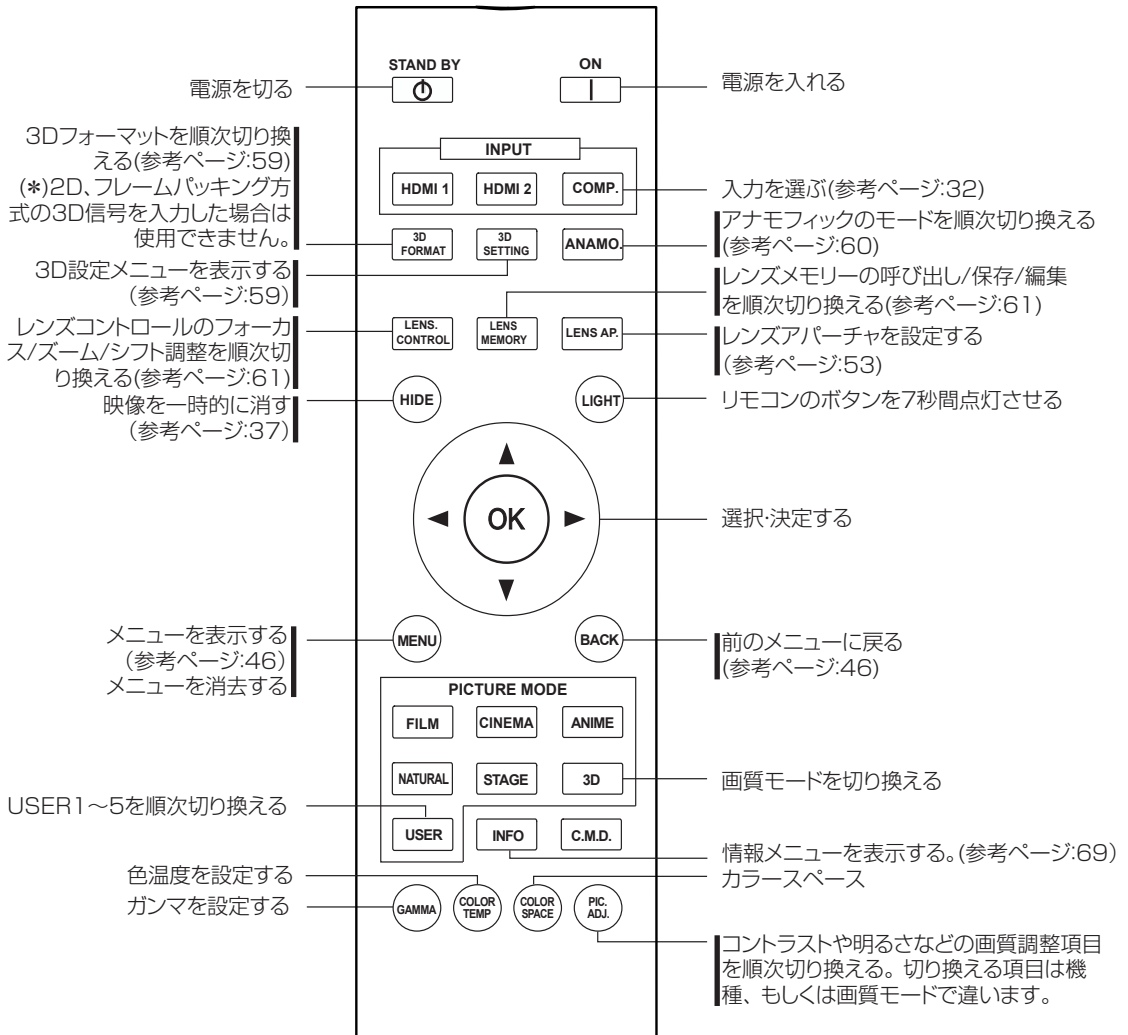 STAND BY
ON
電源を切る
電源を入れる
3Dフォーマットを順次切り換
える(参考ページ:59)
(*)2D、フレームパッキング方
式の3D信号を入力した場合は
使用できません。
INPUT
HDMI 1
HDMI 2
COMP.
入力を選ぶ(参考ページ:32)
3D
FORMAT
3D
SETTING
ANAMO.
アナモフィックのモードを順次切り換える
(参考ページ:60)
3D設定メニューを表示する
(参考ページ:59)
レンズメモリーの呼び出し/保存/編集
を順次切り換える(参考ページ:61)
レンズコントロールのフォーカ
ス/ズーム/シフト調整を順次切
り換える(参考ページ:61)
LENS.
CONTROL
LENS
MEMORY
LENS AP.
レンズアパーチャを設定する
(参考ページ:53)
映像を一時的に消す
(参考ページ:37)
HIDE
LIGHT
リモコンのボタンを7秒間点灯させる
OK
選択·決定する
メニューを表示する
(参考ページ:46)
メニューを消去する
MENU
BACK
前のメニューに戻る
(参考ページ:46)
PICTURE MODE
FILM
CINEMA
ANIME
NATURAL
STAGE
3D
画質モードを切り換える
USER1～5を順次切り換える
USER
INFO
C.M.D.
情報メニューを表示する。(参考ページ:69)
色温度を設定する
カラースペース
ガンマを設定する
GAMMA
COLOR
TEMP
COLOR
SPACE
PIC.
ADJ.
コントラストや明るさなどの画質調整項目
を順次切り換える。切り換える項目は機
種、もしくは画質モードで違います。